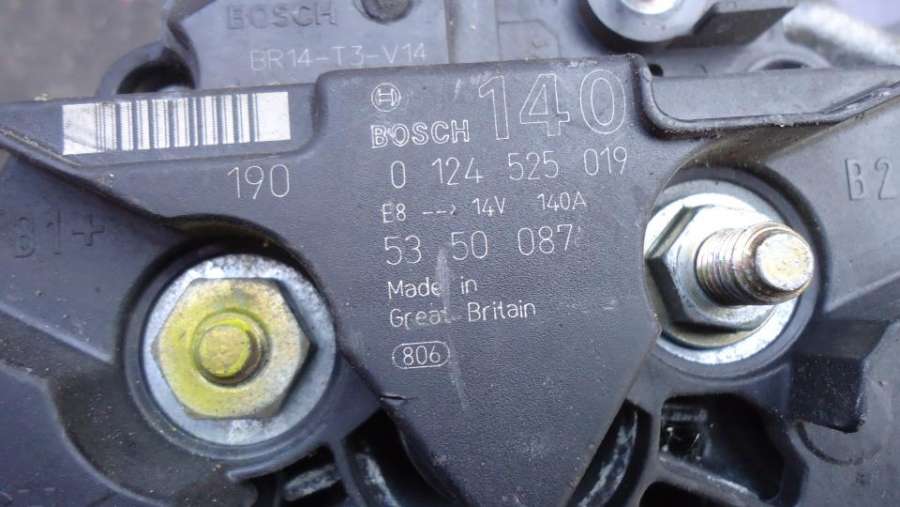 BOSCH
BR14-T3-V14
BOSCH 140
190
0 124 525 019
E8 --> 14V 140A
53 50 087
Made in
Great Britain
806
B1+
B2